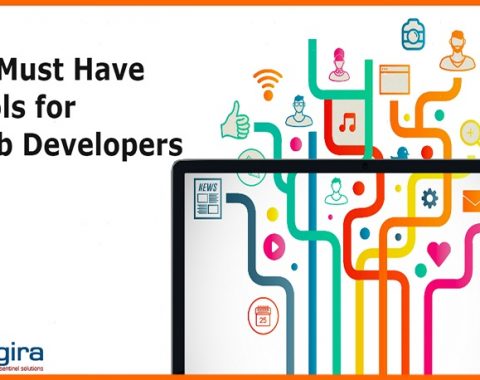 Must Have
ols for
b Developers
NEWS
25
gira
sentinel solutions